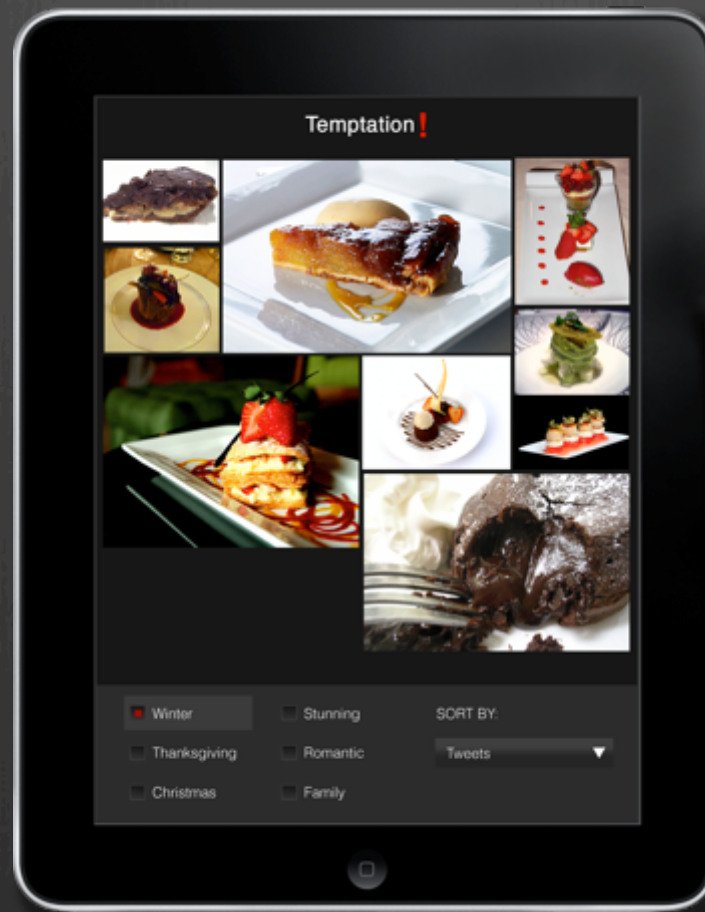 Temptation!
Winter
Stunning
SORT BY:
Thanksgiving
Romantic
Tweets
Christmas
Family